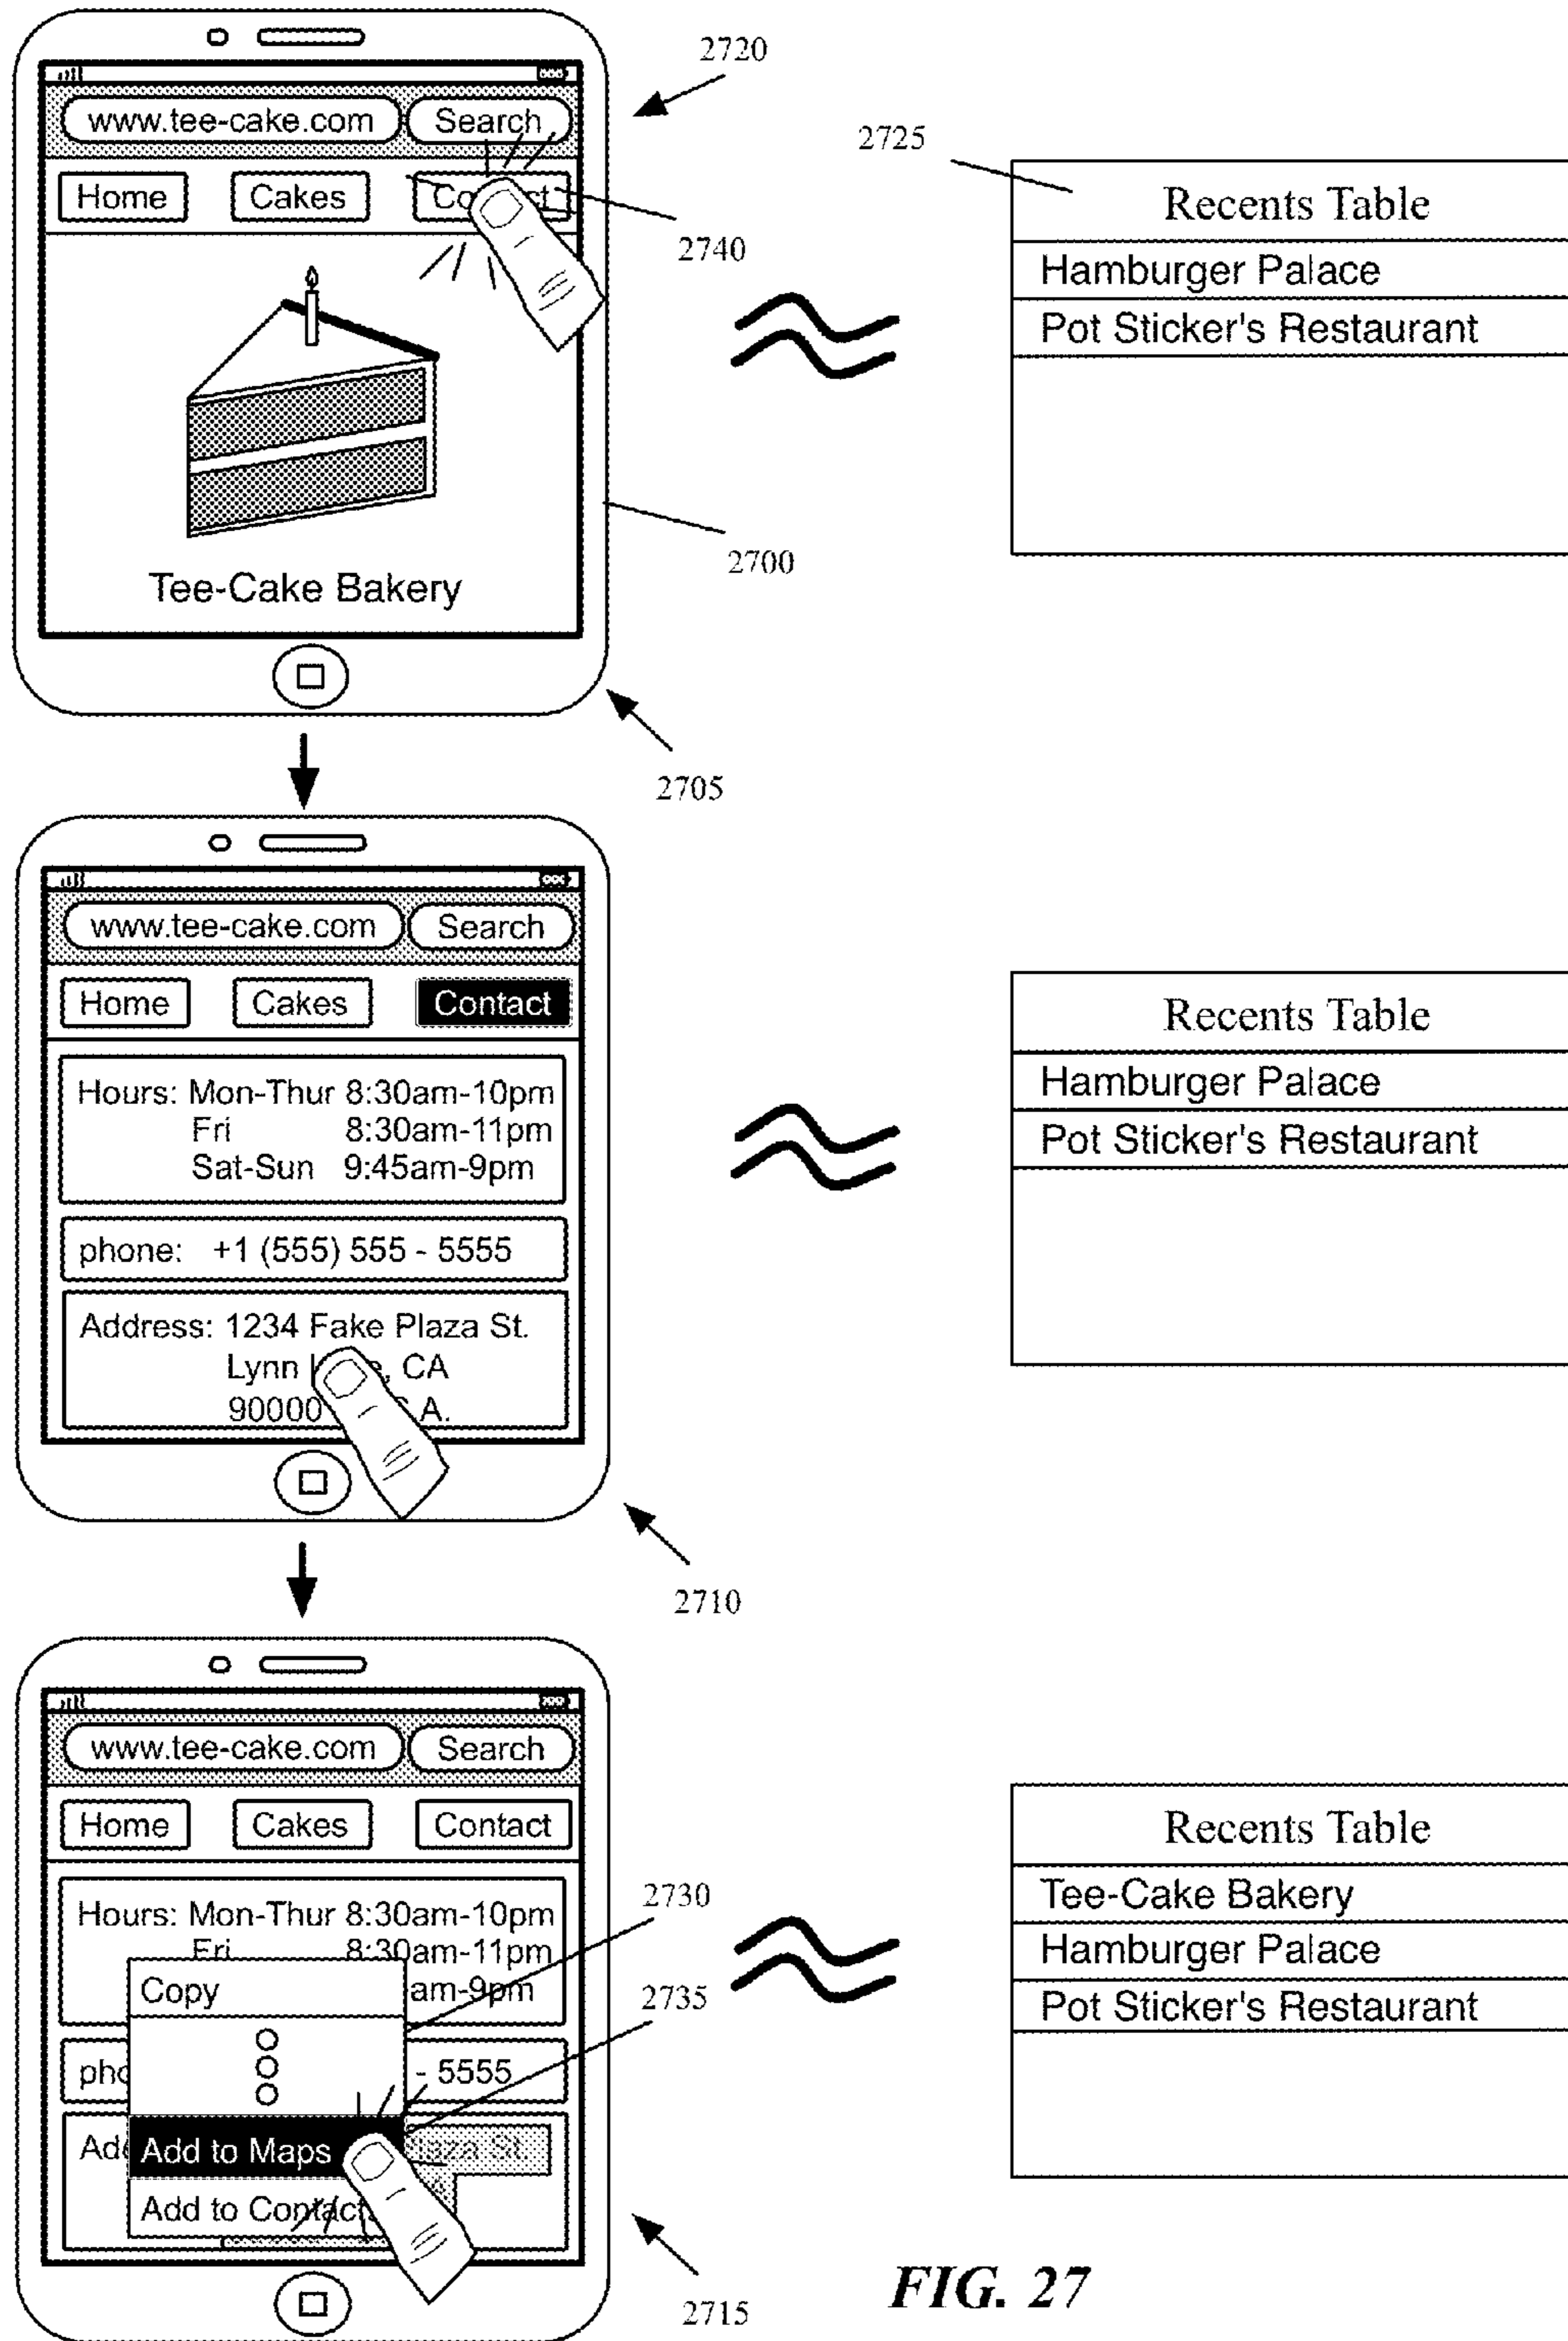 2720
www.tee-cake.com Search
2725
Home Cakes
2740
Recents Table
Hamburger Palace
Pot Sticker's Restaurant
2700
Tee-Cake Bakery
2705
www.tee-cake.com Search
Home Cakes Contact
Recents Table
Hamburger Palace
Pot Sticker's Restaurant
Hours: Mon-Thur 8:30am-10pm
Fri 8:30am-11pm
Sat-Sun 9:45am-9pm
phone: +1 (555) 555 - 5555
Address: 1234 Fake Plaza St.
Lynn CA
90000 A.
2710
www.tee-cake.com Search
Home Cakes Contact
Recents Table
Tee-Cake Bakery
Hamburger Palace
Pot Sticker's Restaurant
2730
Hours: Mon-Thur 8:30am-10pm
Fri 8:30am-11pm
am-9pm
2735
Copy
- 5555
Add to Maps
St.
Add to
2715
FIG. 27